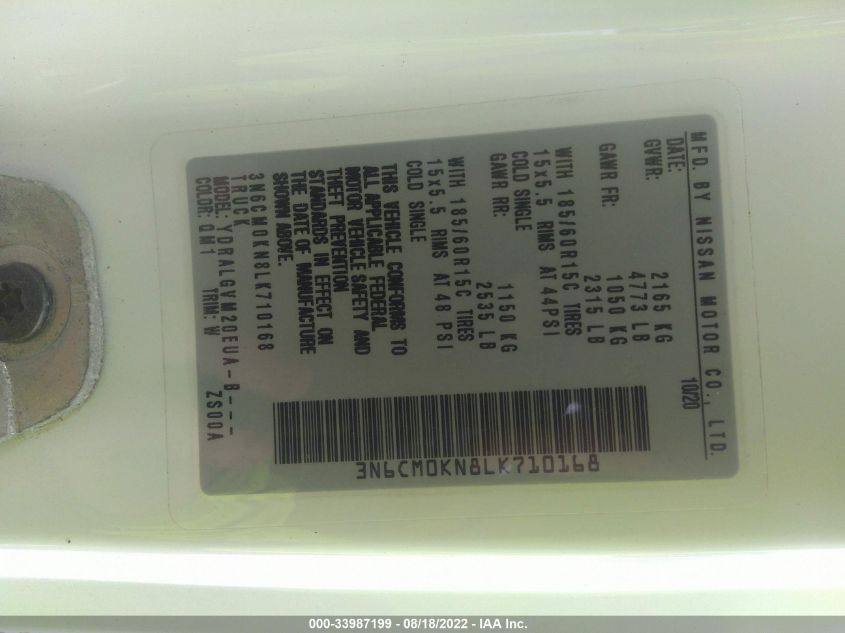 MFD. BY NISSAN MOTOR CO., LTD.
DATE: 10/20
GVWR: 2165 KG
4773 LB
GAWR FR: 1050 KG
2315 LB
WITH 185/60R15C TIRES
15x5.5 RIMS AT 44PSI
COLD SINGLE
GAWR RR: 1150 KG
2535 LB
WITH 185/60R15C TIRES
15x5.5 RIMS AT 48 PSI
COLD SINGLE
THIS VEHICLE CONFORMS TO
ALL APPLICABLE FEDERAL
MOTOR VEHICLE SAFETY AND
THEFT PREVENTION
STANDARDS IN EFFECT ON
THE DATE OF MANUFACTURE
SHOWN ABOVE.
3N6CM0KN8LK710168
TRUCK
MODEL: YDRALGVM20EUA-B---
COLOR: QM1 TRIM: W ZS00A
3N6CM0KN8LK710168
000-33987199 - 08/18/2022 - IAA Inc.